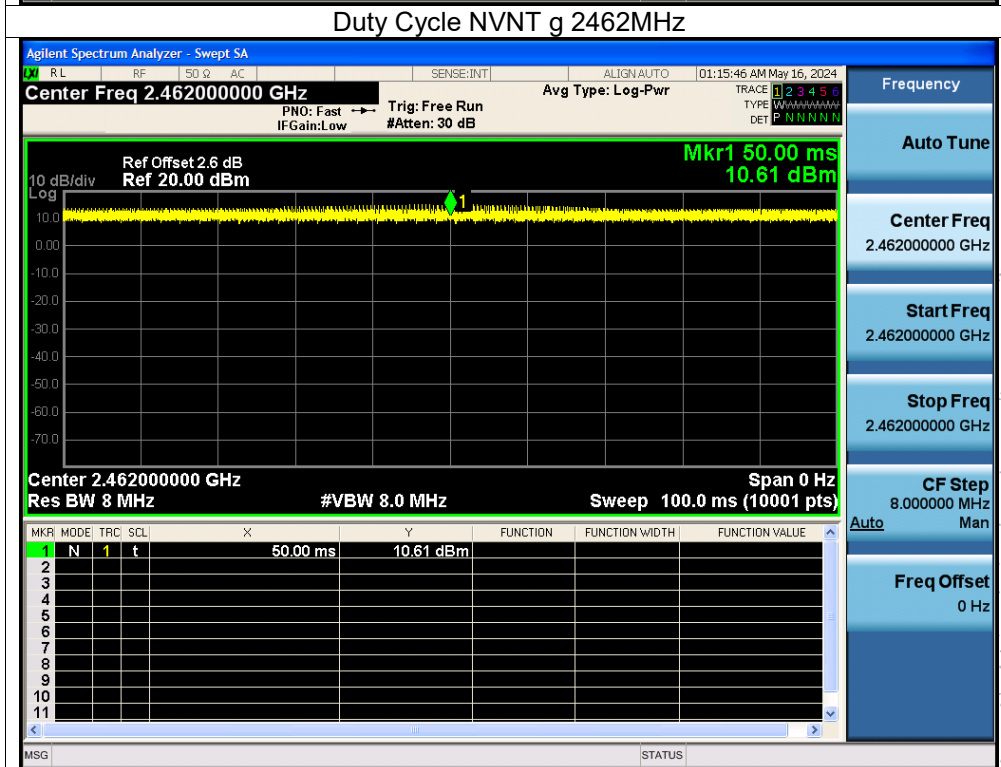 Duty Cycle NVNT g 2462MHz
Agilent Spectrum Analyzer - Swept SA
LXI RL RF 50 Ω AC SENSE:INT ALIGN AUTO 01:15:46 AM May 16, 2024
Center Freq 2.462000000 GHz
PNO: Fast
IFGain:Low
Trig: Free Run
#Atten: 30 dB
Avg Type: Log-Pwr
TRACE 1 2 3 4 5 6
TYPE WWWWWW
DET P N N N N N
Mkr1 50.00 ms
10.61 dBm
Ref Offset 2.6 dB
10 dB/div Ref 20.00 dBm
Log
1
10.0
0.00
-10.0
-20.0
-30.0
-40.0
-50.0
-60.0
-70.0
Center 2.462000000 GHz Span 0 Hz
Res BW 8 MHz #VBW 8.0 MHz Sweep 100.0 ms (10001 pts)
MKR MODE TRC SCL X Y FUNCTION FUNCTION WIDTH FUNCTION VALUE
1 N 1 t 50.00 ms 10.61 dBm
2
3
4
5
6
7
8
9
10
11
MSG STATUS
Frequency
Auto Tune
Center Freq
2.462000000 GHz
Start Freq
2.462000000 GHz
Stop Freq
2.462000000 GHz
CF Step
8.000000 MHz
Auto Man
Freq Offset
0 Hz